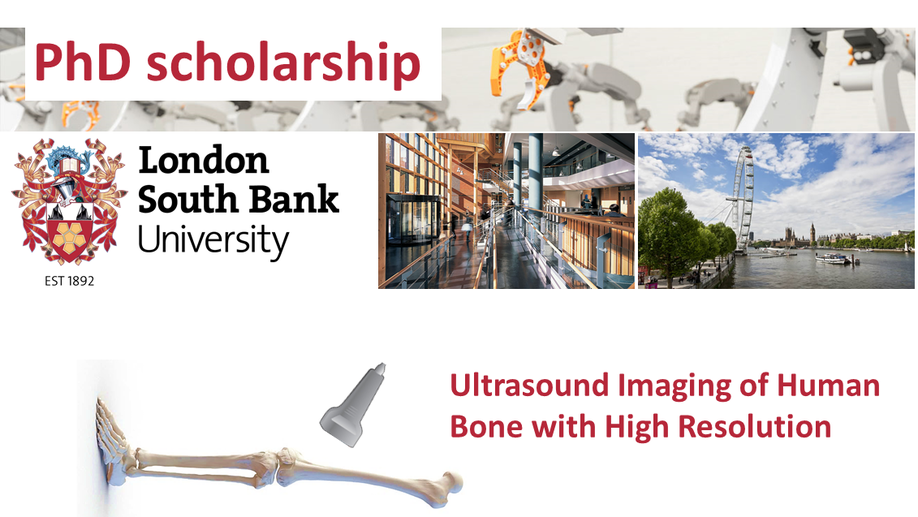 PhD scholarship
London
South Bank
University
EST 1892
Ultrasound Imaging of Human
Bone with High Resolution